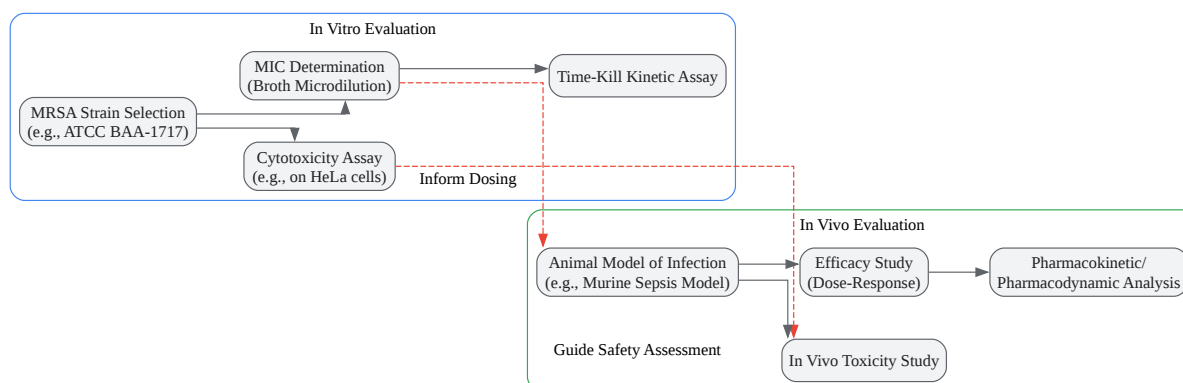 In Vitro Evaluation
MIC Determination
(Broth Microdilution)
Time-Kill Kinetic Assay
MRSA Strain Selection
(e.g., ATCC BAA-1717)
Cytotoxicity Assay
(e.g., on HeLa cells)
Inform Dosing
In Vivo Evaluation
Animal Model of Infection
(e.g., Murine Sepsis Model)
Efficacy Study
(Dose-Response)
Pharmacokinetic/
Pharmacodynamic Analysis
Guide Safety Assessment
In Vivo Toxicity Study